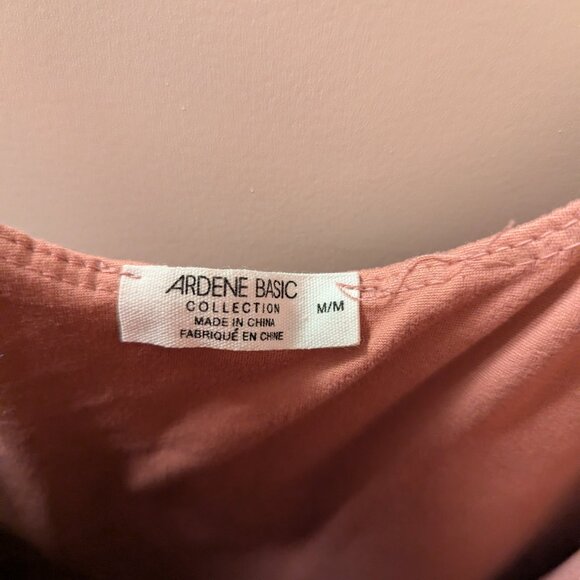 ARDENE BASIC
COLLECTION M/M
MADE IN CHINA
FABRIQUÉ EN CHINE